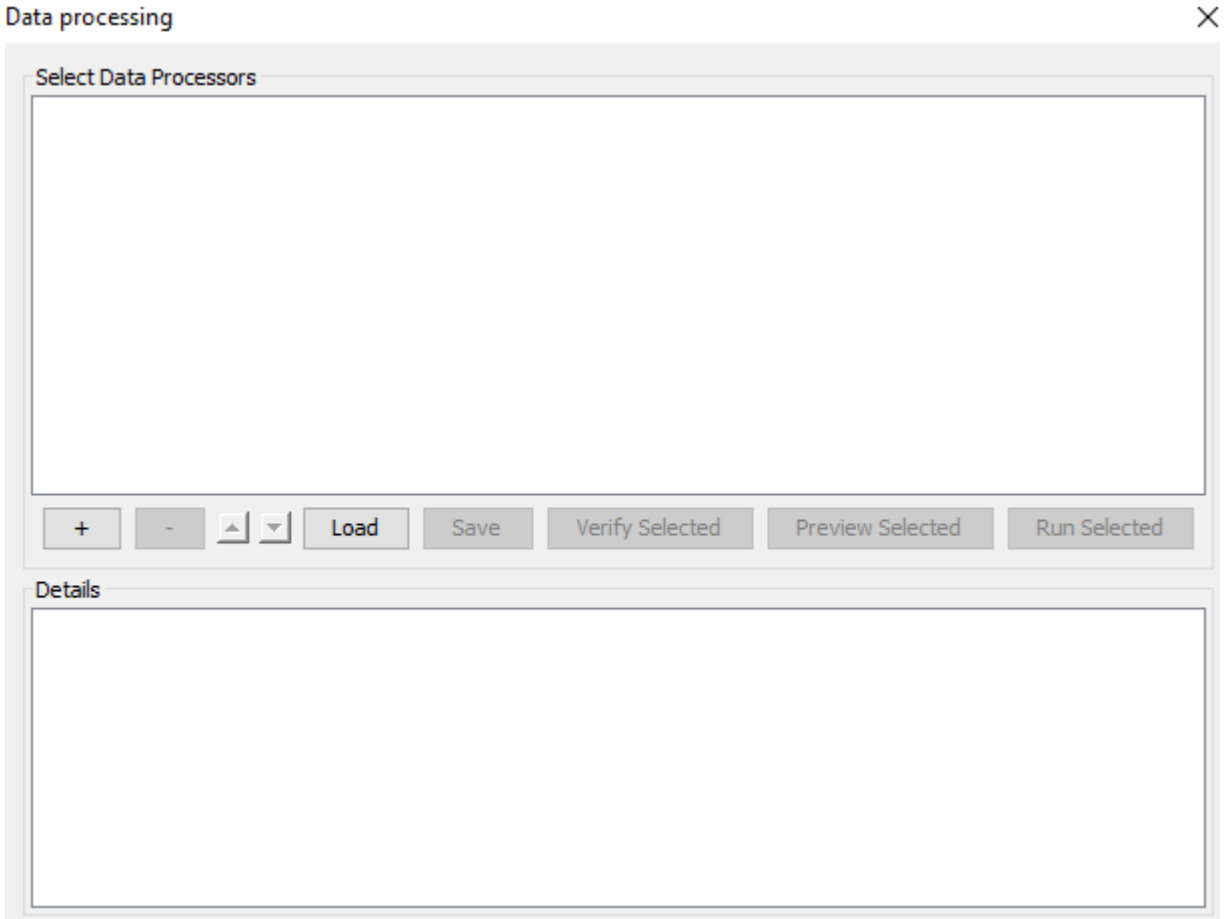 Data processing
Select Data Processors
+ - Load Save Verify Selected Preview Selected Run Selected
Details